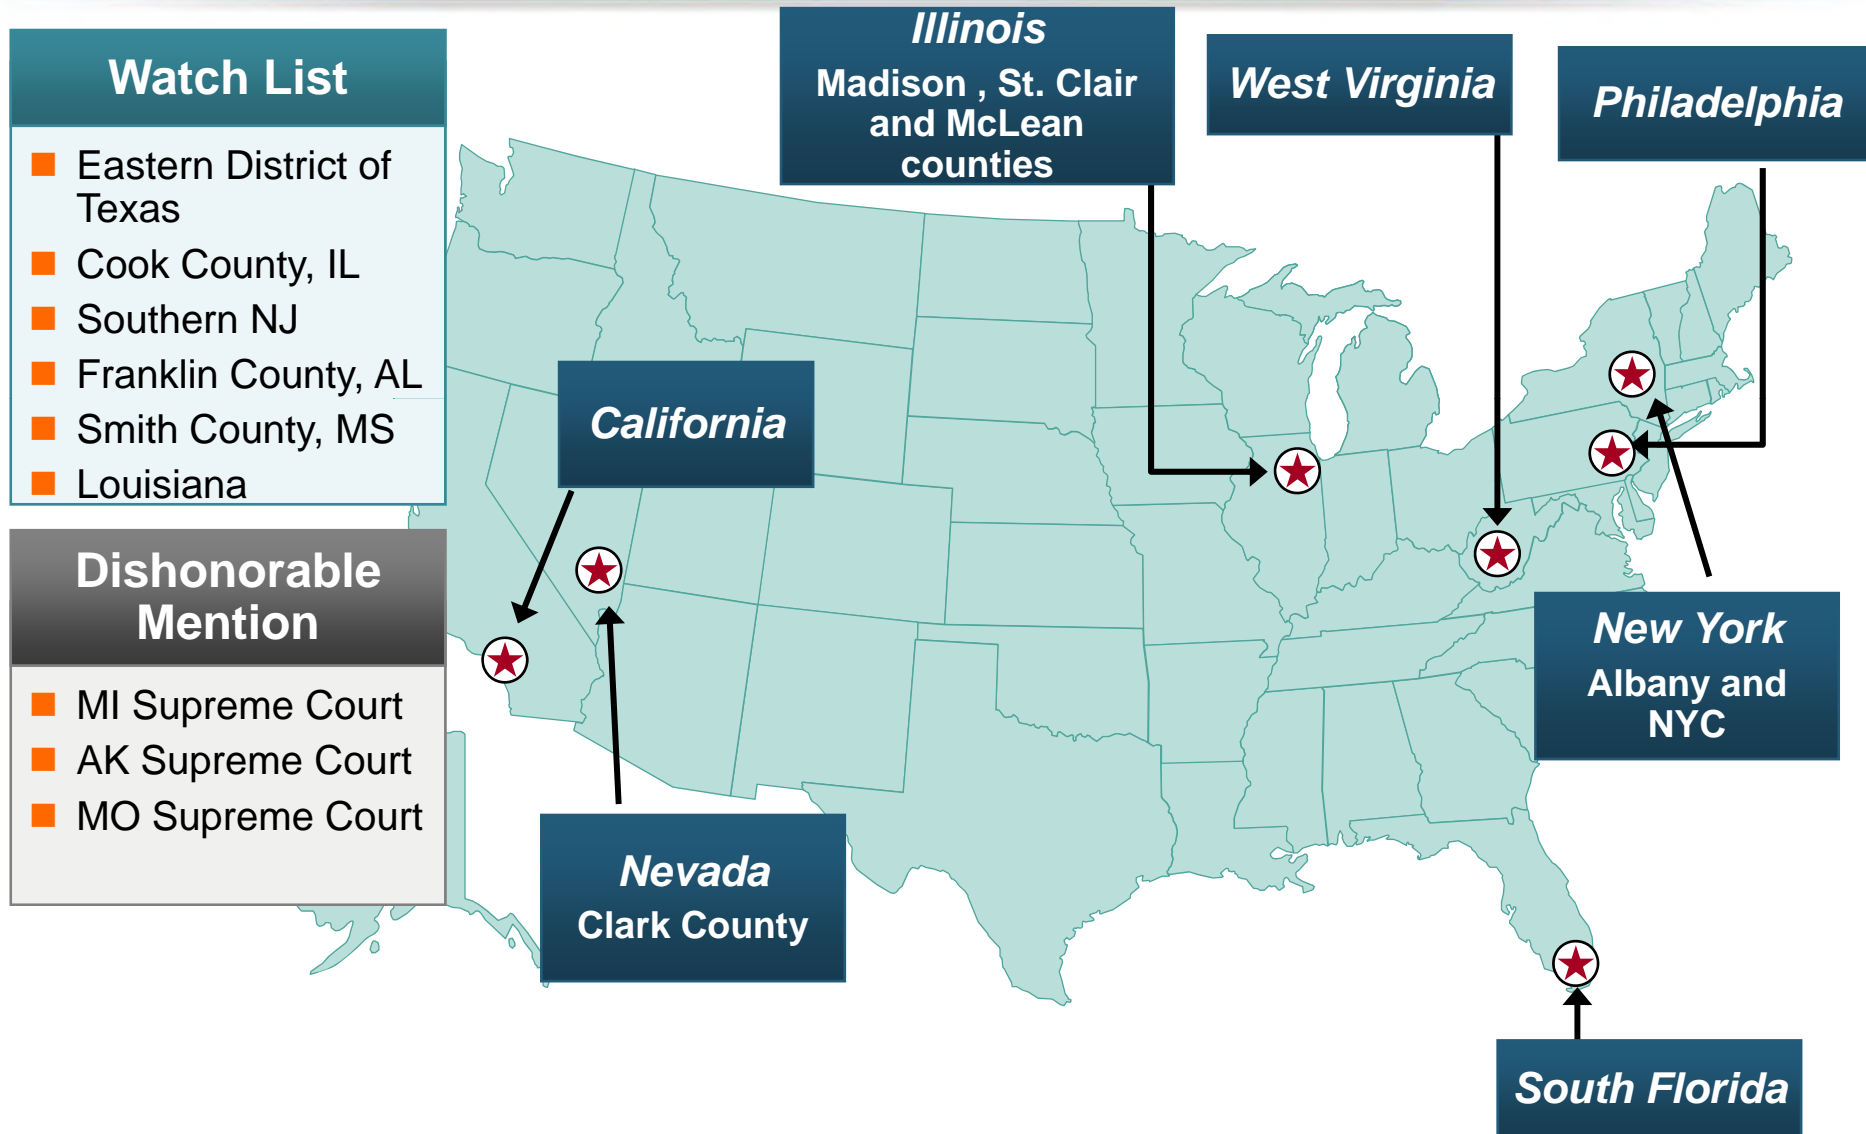 Watch List
Eastern District of
Texas
Cook County, IL
Southern NJ
Franklin County, AL
Smith County, MS
Louisiana
Dishonorable
Mention
MI Supreme Court
AK Supreme Court
MO Supreme Court
Illinois
Madison , St. Clair
and McLean
counties
West Virginia
Philadelphia
California
New York
Albany and
NYC
Nevada
Clark County
South Florida